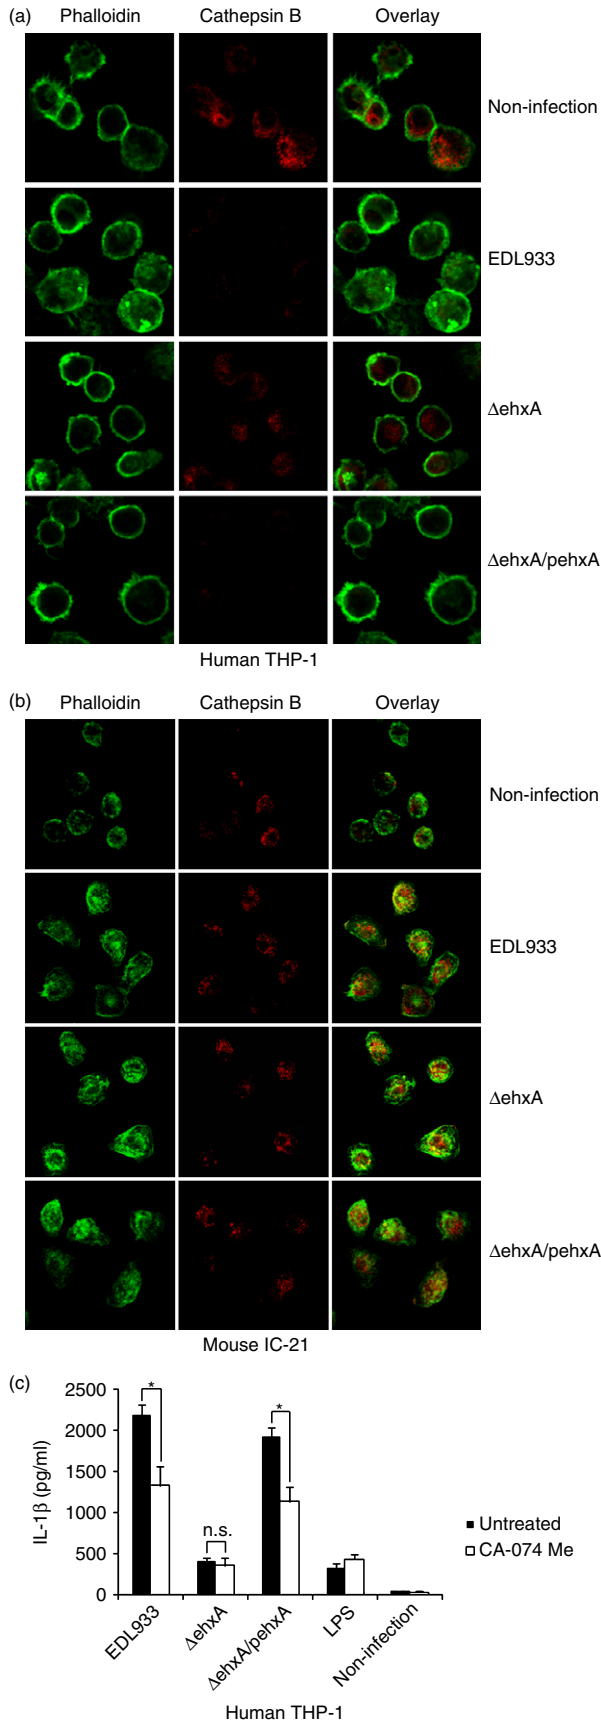 (a) Phalloidin Cathepsin B Overlay
Non-infection
EDL933
ΔehxA
ΔehxA/pehxA
Human THP-1
(b) Phalloidin Cathepsin B Overlay
Non-infection
EDL933
ΔehxA
ΔehxA/pehxA
Mouse IC-21
(c)
IL-1β (pg/ml)
2500
2000
1500
1000
500
0
*
n.s.
*
Untreated
CA-074 Me
EDL933
ΔehxA
ΔehxA/pehxA
LPS
Non-infection
Human THP-1